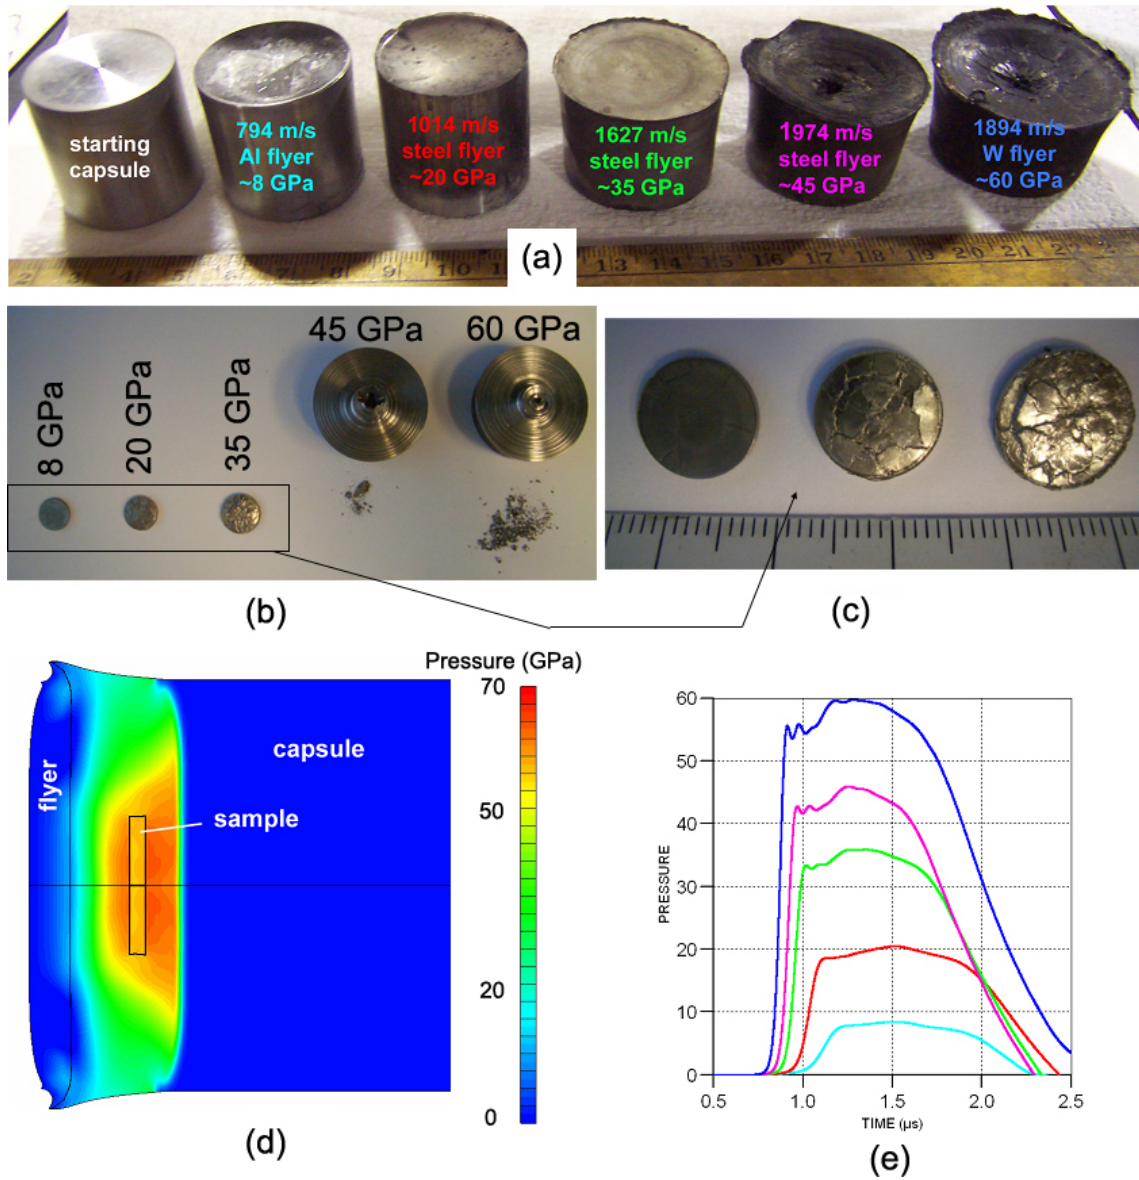 starting
capsule
794 m/s
Al flyer
~8 GPa
1014 m/s
steel flyer
~20 GPa
1627 m/s
steel flyer
~35 GPa
1974 m/s
steel flyer
~45 GPa
1894 m/s
W flyer
~60 GPa
(a)
8 GPa
20 GPa
35 GPa
45 GPa
60 GPa
(b)
(c)
flyer
sample
capsule
Pressure (GPa)
70
50
20
0
(d)
PRESSURE
60
50
40
30
20
10
0
0.5
1.0
1.5
2.0
2.5
TIME (µs)
(e)